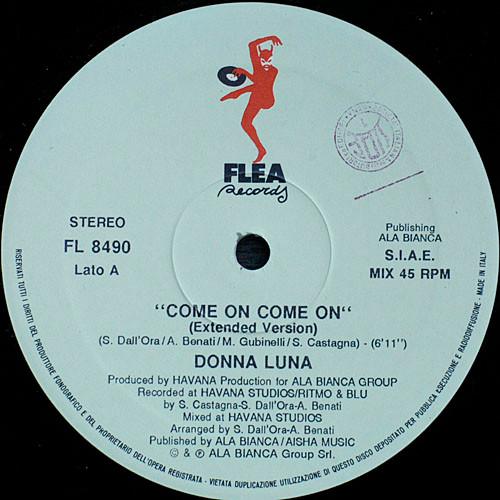 FLEA
Records
STEREO
FL 8490
Lato A
Publishing
ALA BIANCA
S.I.A.E.
MIX 45 RPM
"COME ON COME ON"
(Extended Version)
(S. Dall'Ora/A. Benati/M. Gubinelli/S. Castagna) - (6'11'')
DONNA LUNA
Produced by HAVANA Production for ALA BIANCA GROUP
Recorded at HAVANA STUDIOS/RITMO & BLU
by S. Castagna-S. Dall'Ora-A. Benati
Mixed at HAVANA STUDIOS
Arranged by S. Dall'Ora-A. Benati
Published by ALA BIANCA/AISHA MUSIC
© & ℗ ALA BIANCA Group Srl.
RISERVATI TUTTI I DIRITTI DEL PRODUTTORE FONOGRAFICO E DEL PROPRIETARIO DELL'OPERA REGISTRATA - VIETATA DUPLICAZIONE UTILIZZAZIONE DI QUESTO DISCO DEPOSITATO PER PUBBLICA ESECUZIONE E RADIODIFFUSIONE - MADE IN ITALY